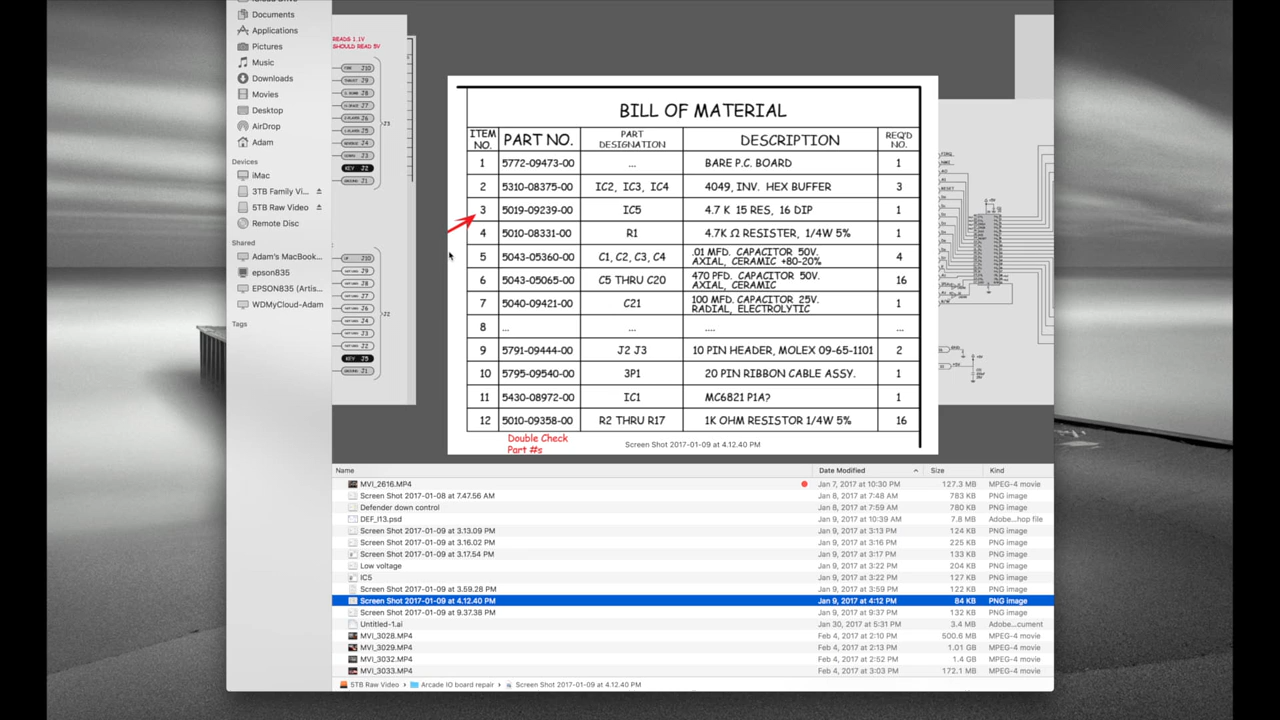 Documents
Applications
Pictures
Music
Downloads
Movies
Desktop
AirDrop
Adam
Devices
iMac
3TB Family Vi...
5TB Raw Video
Remote Disc
Shared
Adam's MacBook...
epson835
EPSON835 (Artis...
WDMyCloud-Adam
Tags
READS 1.1V
SHOULD READ 5V
BILL OF MATERIAL
ITEM NO. PART NO. PART DESIGNATION DESCRIPTION REQ'D NO.
1 5772-09473-00 ... BARE P.C. BOARD 1
2 5310-08375-00 IC2, IC3, IC4 4049, INV. HEX BUFFER 3
3 5019-09239-00 IC5 4.7 K 15 RES, 16 DIP 1
4 5010-08331-00 R1 4.7K Ω RESISTER, 1/4W 5% 1
5 5043-05360-00 C1, C2, C3, C4 .01 MFD. CAPACITOR 50V. AXIAL, CERAMIC +80-20% 4
6 5043-05065-00 C5 THRU C20 470 PFD. CAPACITOR 50V. AXIAL, CERAMIC 16
7 5040-09421-00 C21 100 MFD. CAPACITOR 25V. RADIAL, ELECTROLYTIC 1
8 ... ... .... ...
9 5791-09444-00 J2 J3 10 PIN HEADER, MOLEX 09-65-1101 2
10 5795-09540-00 3P1 20 PIN RIBBON CABLE ASSY. 1
11 5430-08972-00 IC1 MC6821 P1A? 1
12 5010-09358-00 R2 THRU R17 1K OHM RESISTOR 1/4W 5% 16
Double Check
Part #s
Screen Shot 2017-01-09 at 4.12.40 PM
Name Date Modified Size Kind
MVI_2616.MP4 Jan 7, 2017 at 10:30 PM 127.3 MB MPEG-4 movie
Screen Shot 2017-01-08 at 7.47.56 AM Jan 8, 2017 at 7:48 AM 783 KB PNG image
Defender down control Jan 8, 2017 at 7:59 AM 780 KB PNG image
DEF_I13.psd Jan 9, 2017 at 10:39 AM 7.8 MB Adobe...hop file
Screen Shot 2017-01-09 at 3.13.09 PM Jan 9, 2017 at 3:13 PM 124 KB PNG image
Screen Shot 2017-01-09 at 3.16.02 PM Jan 9, 2017 at 3:16 PM 225 KB PNG image
Screen Shot 2017-01-09 at 3.17.54 PM Jan 9, 2017 at 3:17 PM 133 KB PNG image
Low voltage Jan 9, 2017 at 3:22 PM 204 KB PNG image
IC5 Jan 9, 2017 at 3:22 PM 127 KB PNG image
Screen Shot 2017-01-09 at 3.59.28 PM Jan 9, 2017 at 3:59 PM 122 KB PNG image
Screen Shot 2017-01-09 at 4.12.40 PM Jan 9, 2017 at 4:12 PM 84 KB PNG image
Screen Shot 2017-01-09 at 9.37.38 PM Jan 9, 2017 at 9:37 PM 132 KB PNG image
Untitled-1.ai Jan 30, 2017 at 5:31 PM 3.4 MB Adobe...cument
MVI_3028.MP4 Feb 4, 2017 at 2:10 PM 500.6 MB MPEG-4 movie
MVI_3029.MP4 Feb 4, 2017 at 2:13 PM 1.01 GB MPEG-4 movie
MVI_3032.MP4 Feb 4, 2017 at 2:52 PM 1.4 GB MPEG-4 movie
MVI_3033.MP4 Feb 4, 2017 at 3:03 PM 172.1 MB MPEG-4 movie
5TB Raw Video Arcade IO board repair Screen Shot 2017-01-09 at 4.12.40 PM